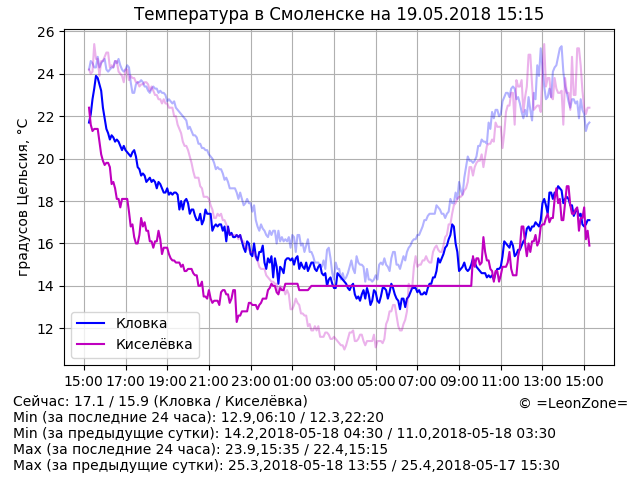 Температура в Смоленске на 19.05.2018 15:15
градусов Цельсия, °C
26
24
22
20
18
16
14
12
Кловка
Киселёвка
15:00 17:00 19:00 21:00 23:00 01:00 03:00 05:00 07:00 09:00 11:00 13:00 15:00
Сейчас: 17.1 / 15.9 (Кловка / Киселёвка)
© =LeonZone=
Min (за последние 24 часа): 12.9,06:10 / 12.3,22:20
Min (за предыдущие сутки): 14.2,2018-05-18 04:30 / 11.0,2018-05-18 03:30
Max (за последние 24 часа): 23.9,15:35 / 22.4,15:15
Max (за предыдущие сутки): 25.3,2018-05-18 13:55 / 25.4,2018-05-17 15:30